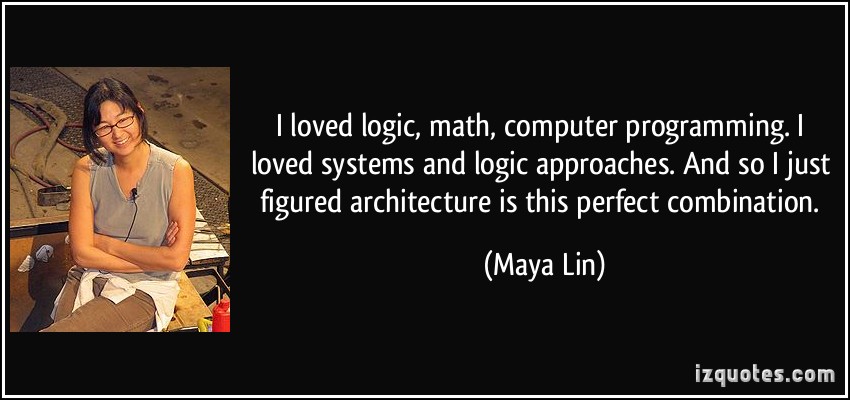 I loved logic, math, computer programming. I
loved systems and logic approaches. And so I just
figured architecture is this perfect combination.
(Maya Lin)
izquotes.com